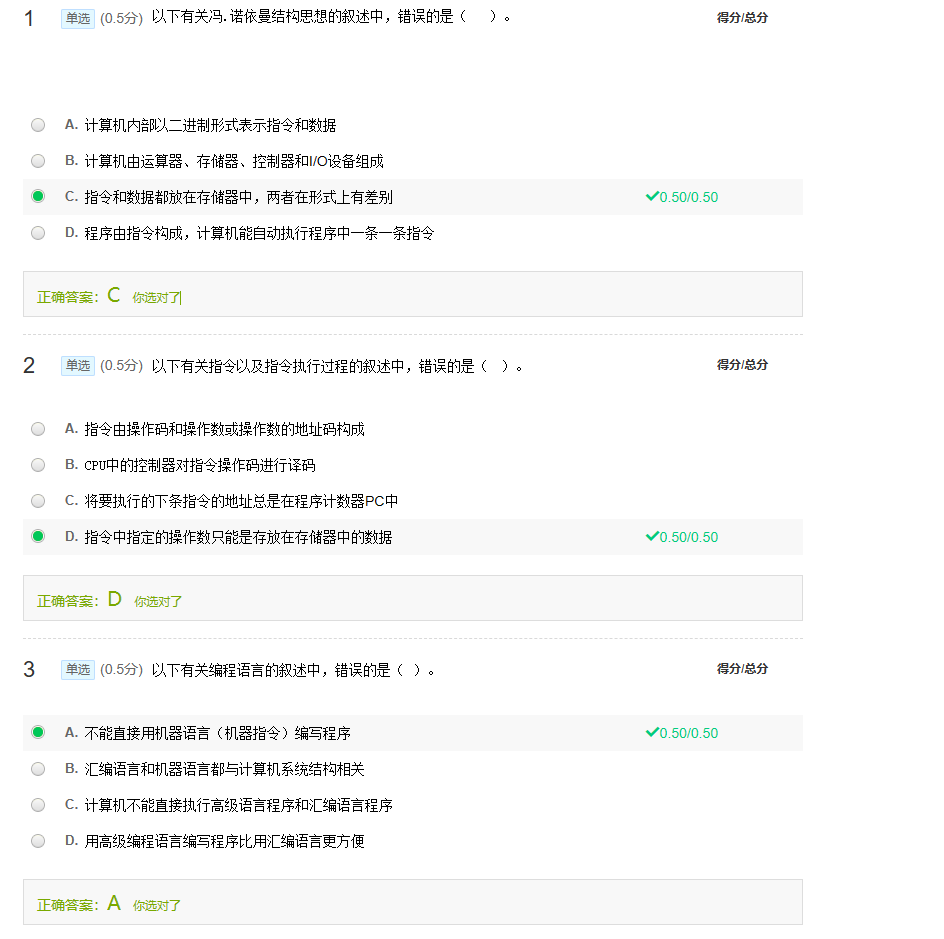 1 单选 (0.5分) 以下有关冯.诺依曼结构思想的叙述中，错误的是（ ）。 得分/总分
A. 计算机内部以二进制形式表示指令和数据
B. 计算机由运算器、存储器、控制器和I/O设备组成
C. 指令和数据都放在存储器中，两者在形式上有差别 0.50/0.50
D. 程序由指令构成，计算机能自动执行程序中一条一条指令
正确答案：C 你选对了
2 单选 (0.5分) 以下有关指令以及指令执行过程的叙述中，错误的是（ ）。 得分/总分
A. 指令由操作码和操作数或操作数的地址码构成
B. CPU中的控制器对指令操作码进行译码
C. 将要执行的下条指令的地址总是在程序计数器PC中
D. 指令中指定的操作数只能是存放在存储器中的数据 0.50/0.50
正确答案：D 你选对了
3 单选 (0.5分) 以下有关编程语言的叙述中，错误的是（ ）。 得分/总分
A. 不能直接用机器语言（机器指令）编写程序 0.50/0.50
B. 汇编语言和机器语言都与计算机系统结构相关
C. 计算机不能直接执行高级语言程序和汇编语言程序
D. 用高级编程语言编写程序比用汇编语言更方便
正确答案：A 你选对了